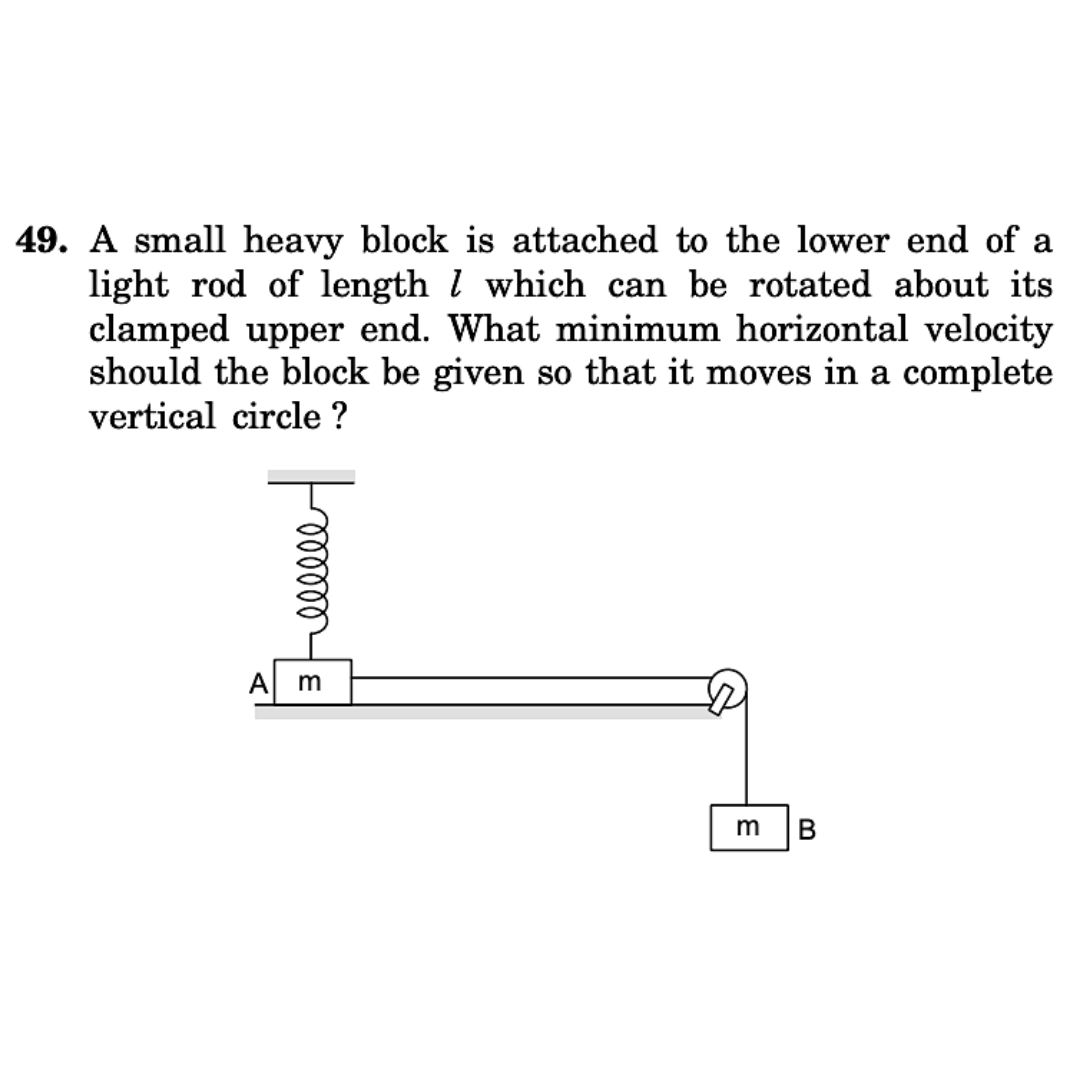 49. A small heavy block is attached to the lower end of a
light rod of length l which can be rotated about its
clamped upper end. What minimum horizontal velocity
should the block be given so that it moves in a complete
vertical circle ?
A m
m B